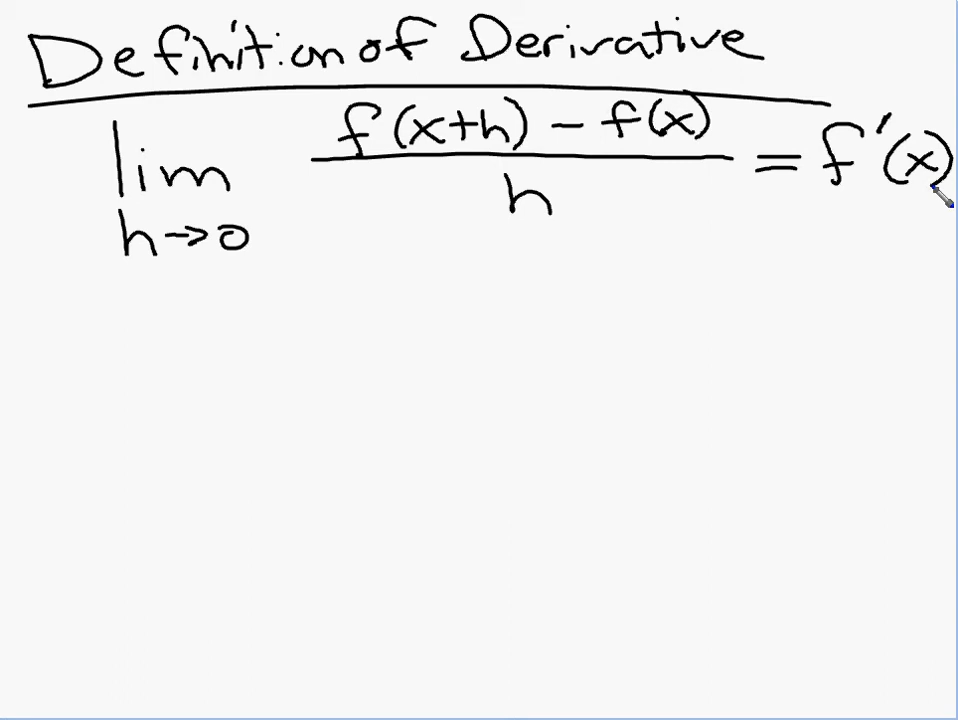 Definition of Derivative
lim h→0 f(x+h) - f(x) / h = f'(x)